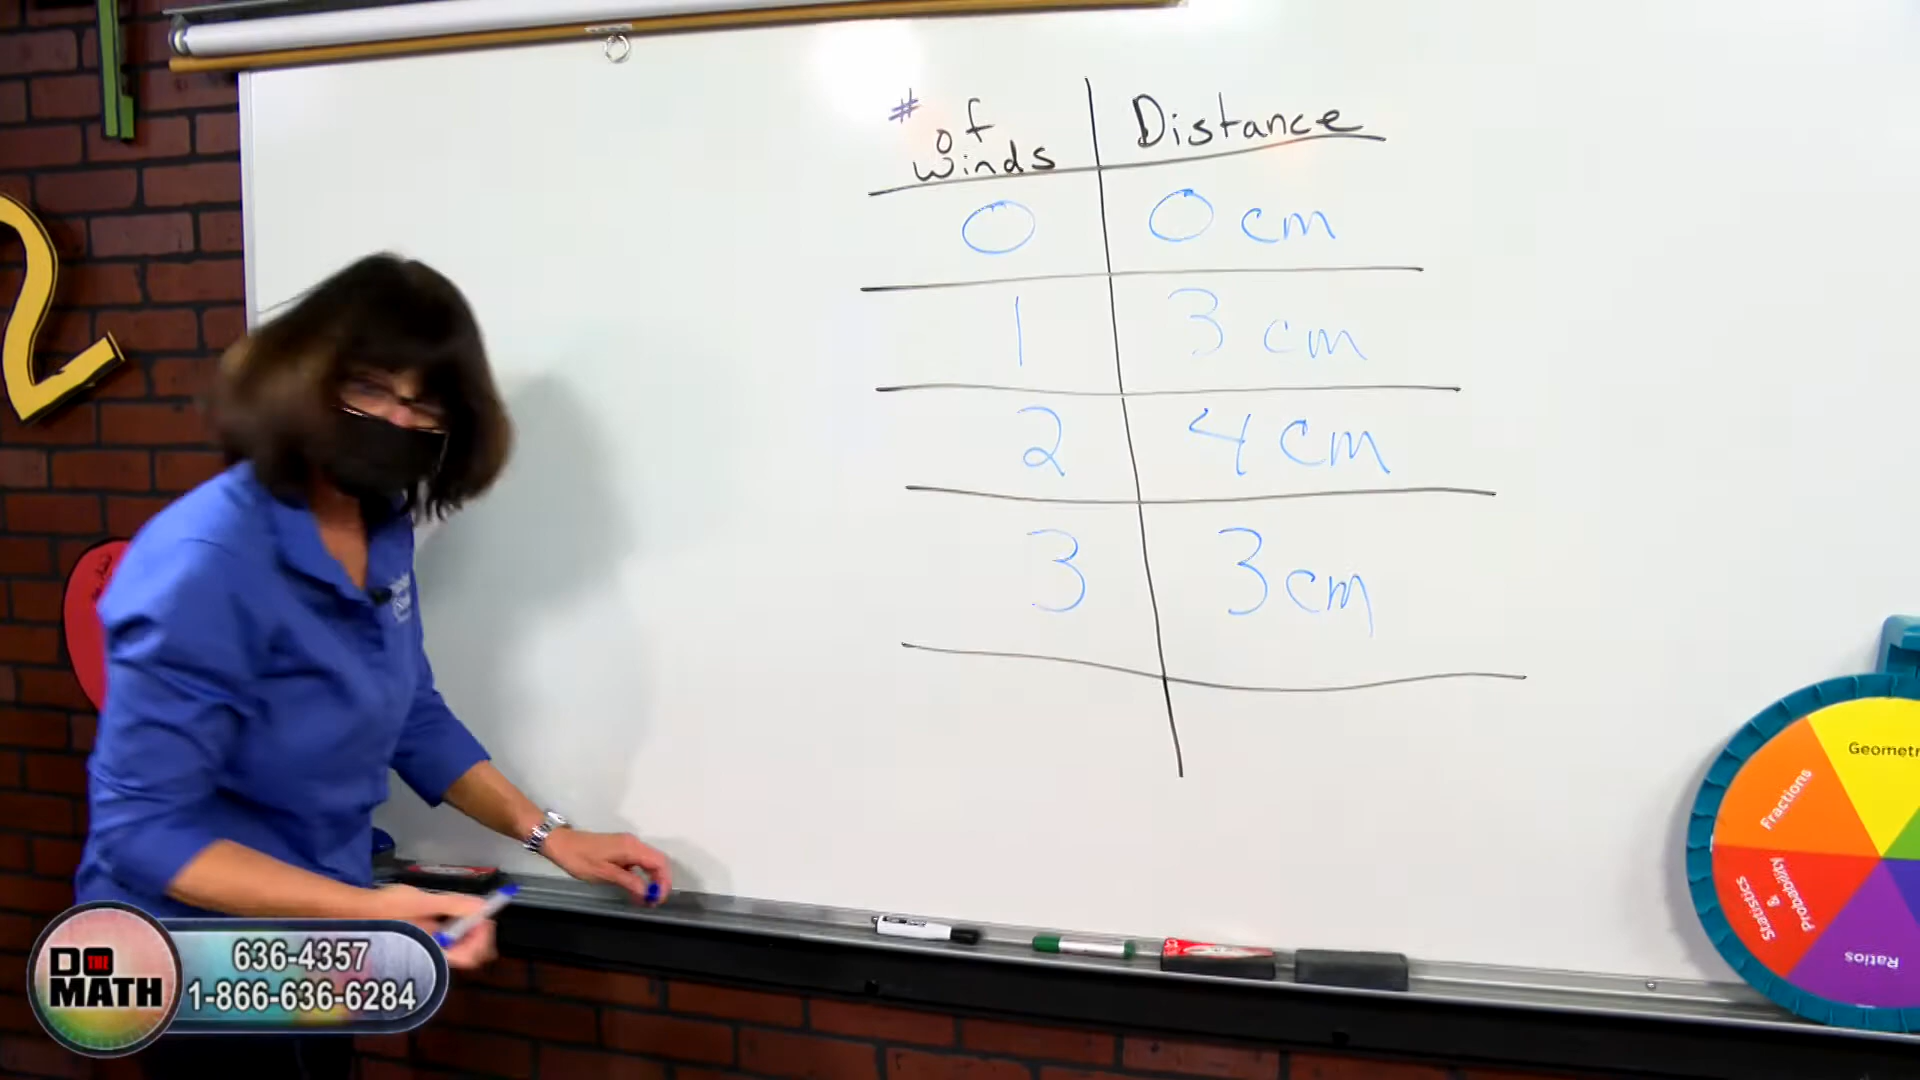 # of winds Distance
0 0 cm
1 3 cm
2 4 cm
3 3 cm
Geometr
Fractions
Probability & Statistics
Ratios
DO THE MATH
636-4357
1-866-636-6284